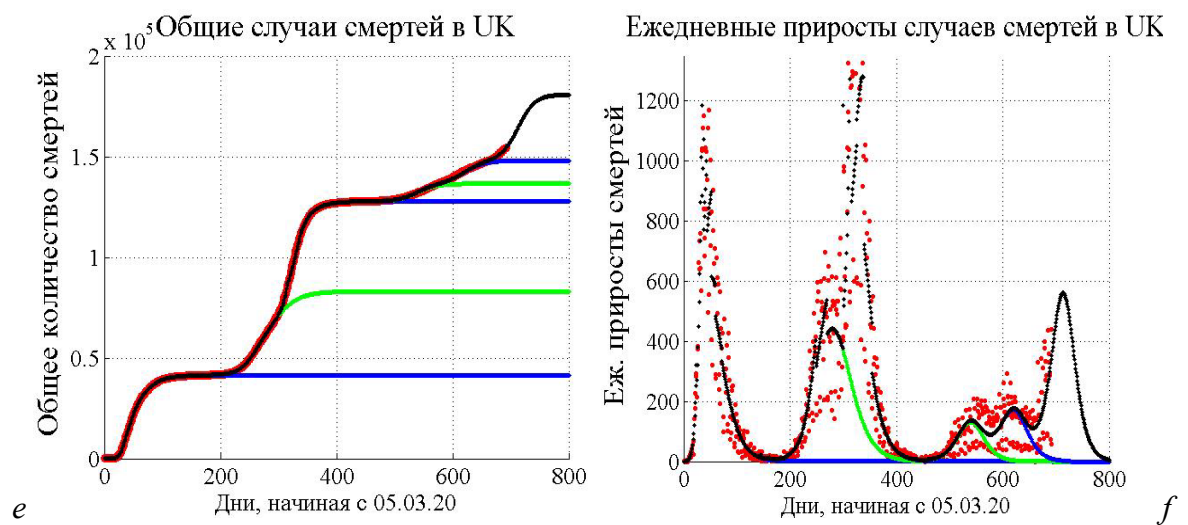 Общие случаи смертей в UK
x 10⁵
Общее количество смертей
2
1.5
1
0.5
0
0 200 400 600 800
Дни, начиная с 05.03.20
e
Ежедневные приросты случаев смертей в UK
Еж. приросты смертей
1200
1000
800
600
400
200
0
0 200 300 400 600 800
Дни, начиная с 05.03.20
f